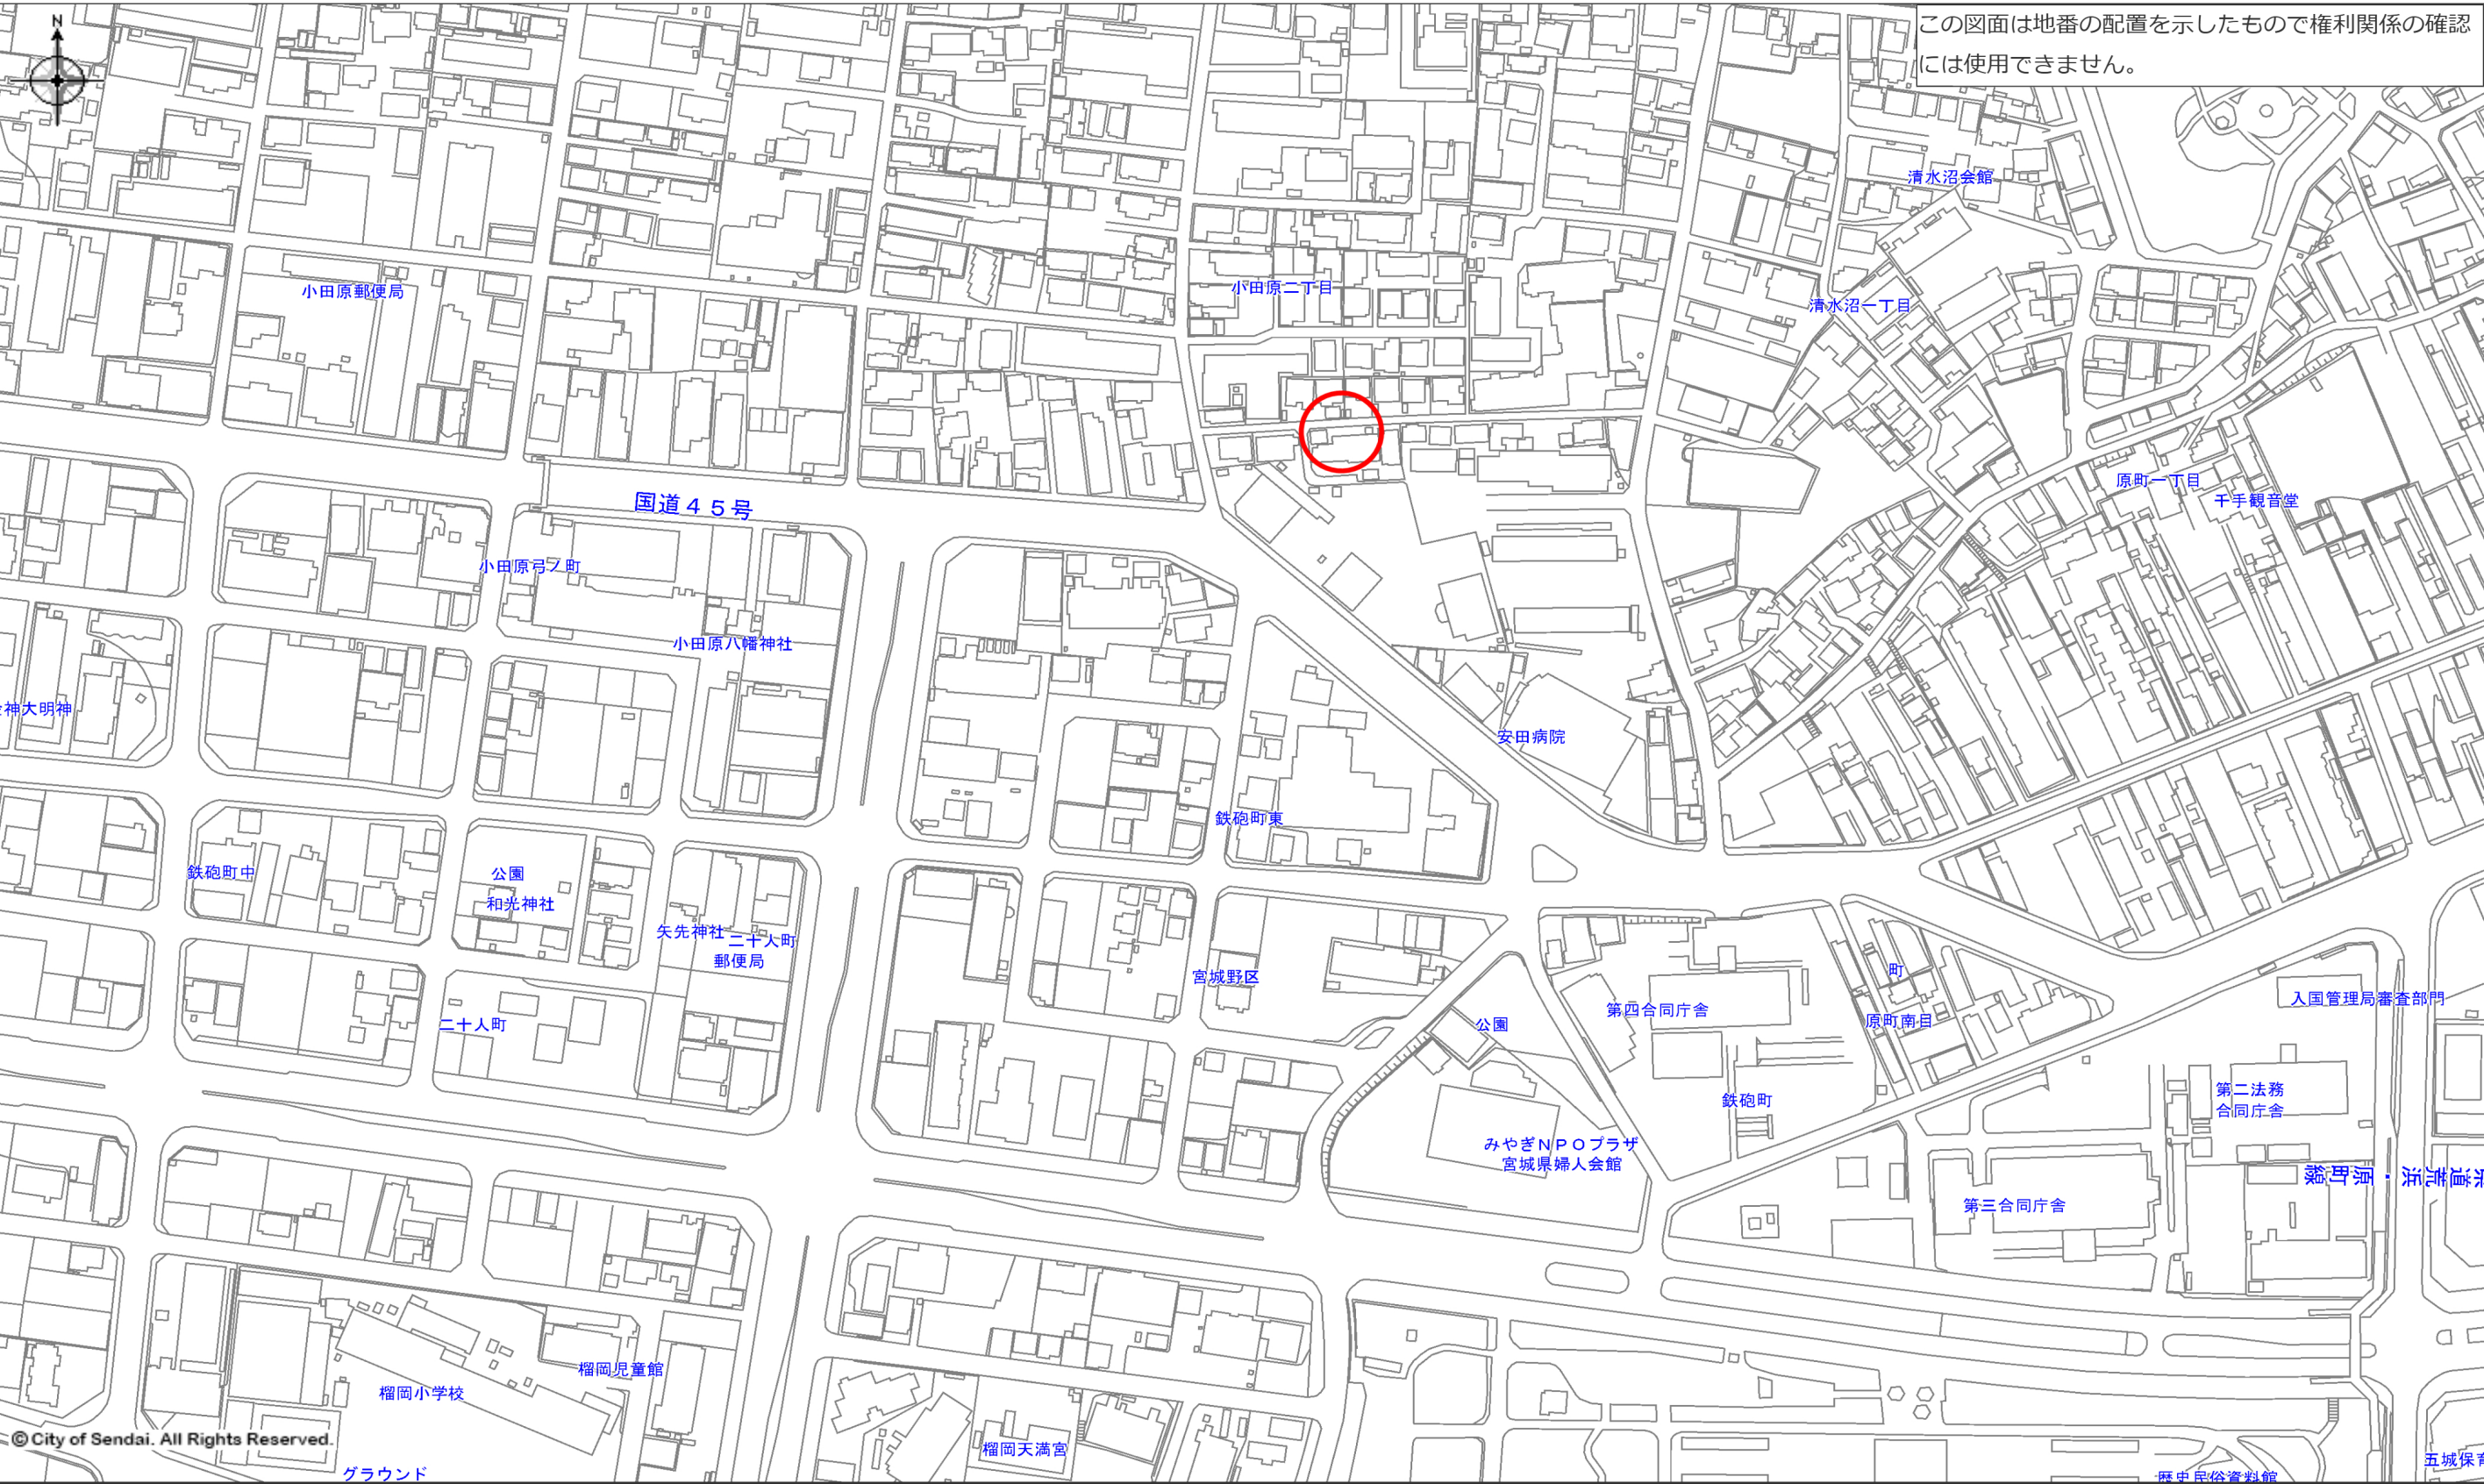 この図面は地番の配置を示したもので権利関係の確認
には使用できません。
N
清水沼会館
小田原郵便局
小田原二丁目
清水沼一丁目
原町一丁目
千手観音堂
国道４５号
小田原弓ノ町
小田原八幡神社
神大明神
安田病院
鉄砲町東
鉄砲町中
公園
和光神社
矢先神社
二十人町
郵便局
宮城野区
町
入国管理局審査部門
第四合同庁舎
原町南目
二十人町
公園
第二法務
合同庁舎
鉄砲町
みやぎＮＰＯプラザ
宮城県婦人会館
県道荒浜・原町線
第三合同庁舎
榴岡児童館
榴岡小学校
©City of Sendai. All Rights Reserved.
榴岡天満宮
五城保育
グラウンド
歴史民俗資料館